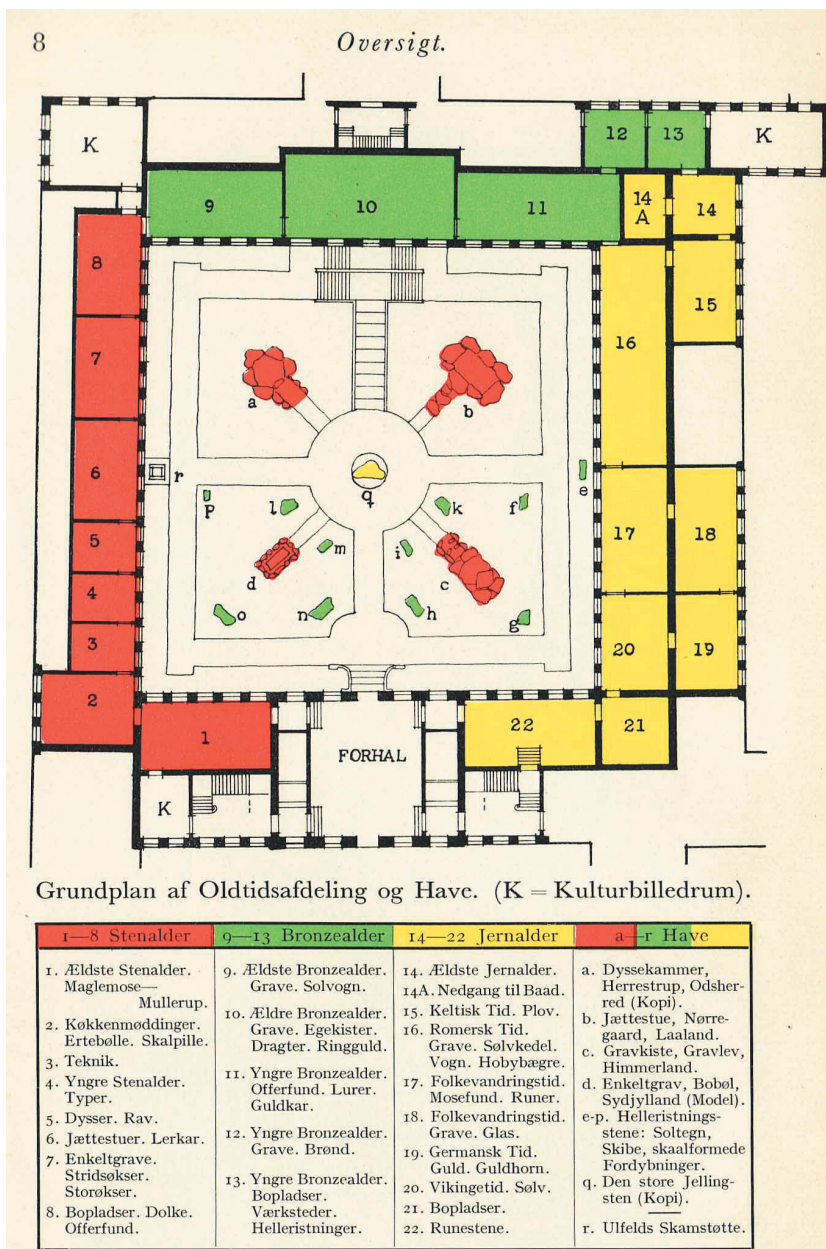 8
Oversigt.
K
12
13
K
9
10
11
14
A
14
8
15
7
16
a
b
6
r
q
e
p
l
k
f
5
m
i
17
18
d
c
4
o
n
h
g
3
20
19
2
1
FORHAL
22
21
K
Grundplan af Oldtidsafdeling og Have. (K = Kulturbilledrum).
1—8 Stenalder
1. Ældste Stenalder.
Maglemose—
Mullerup.
2. Køkkenmøddinger.
Ertebølle. Skalpille.
3. Teknik.
4. Yngre Stenalder.
Typer.
5. Dysser. Rav.
6. Jættestuer. Lerkar.
7. Enkeltgrave.
Stridsøkser.
Storøkser.
8. Bopladser. Dolke.
Offerfund.
9—13 Bronzealder
9. Ældste Bronzealder.
Grave. Solvogn.
10. Ældre Bronzealder.
Grave. Egekister.
Dragter. Ringguld.
11. Yngre Bronzealder.
Offerfund. Lurer.
Guldkar.
12. Yngre Bronzealder.
Grave. Brønd.
13. Yngre Bronzealder.
Bopladser.
Værksteder.
Helleristninger.
14—22 Jernalder
14. Ældste Jernalder.
14A. Nedgang til Baad.
15. Keltisk Tid. Plov.
16. Romersk Tid.
Grave. Sølvkedel.
Vogn. Hobybægre.
17. Folkevandringstid.
Mosefund. Runer.
18. Folkevandringstid.
Grave. Glas.
19. Germansk Tid.
Guld. Guldhorn.
20. Vikingetid. Sølv.
21. Bopladser.
22. Runestene.
a—r Have
a. Dyssekammer,
Herrestrup, Odsher-
red (Kopi).
b. Jættestue, Nørre-
gaard, Laaland.
c. Gravkiste, Gravlev,
Himmerland.
d. Enkeltgrav, Bobøl,
Sydjylland (Model).
e-p. Helleristnings-
stene: Soltegn,
Skibe, skaalformede
Fordybninger.
q. Den store Jelling-
sten (Kopi).
r. Ulfelds Skamstøtte.